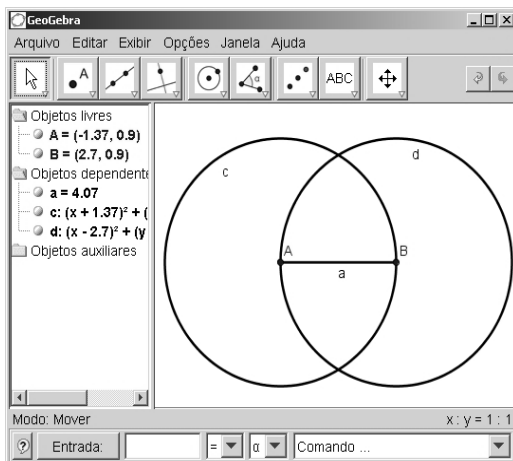 GeoGebra
Arquivo Editar Exibir Opções Janela Ajuda
A α ABC
Objetos livres
A = (-1.37, 0.9)
B = (2.7, 0.9)
Objetos dependente
a = 4.07
c: (x + 1.37)² + (
d: (x - 2.7)² + (y
Objetos auxiliares
c d
A B
a
Modo: Mover x : y = 1 : 1
? Entrada: = α Comando ...